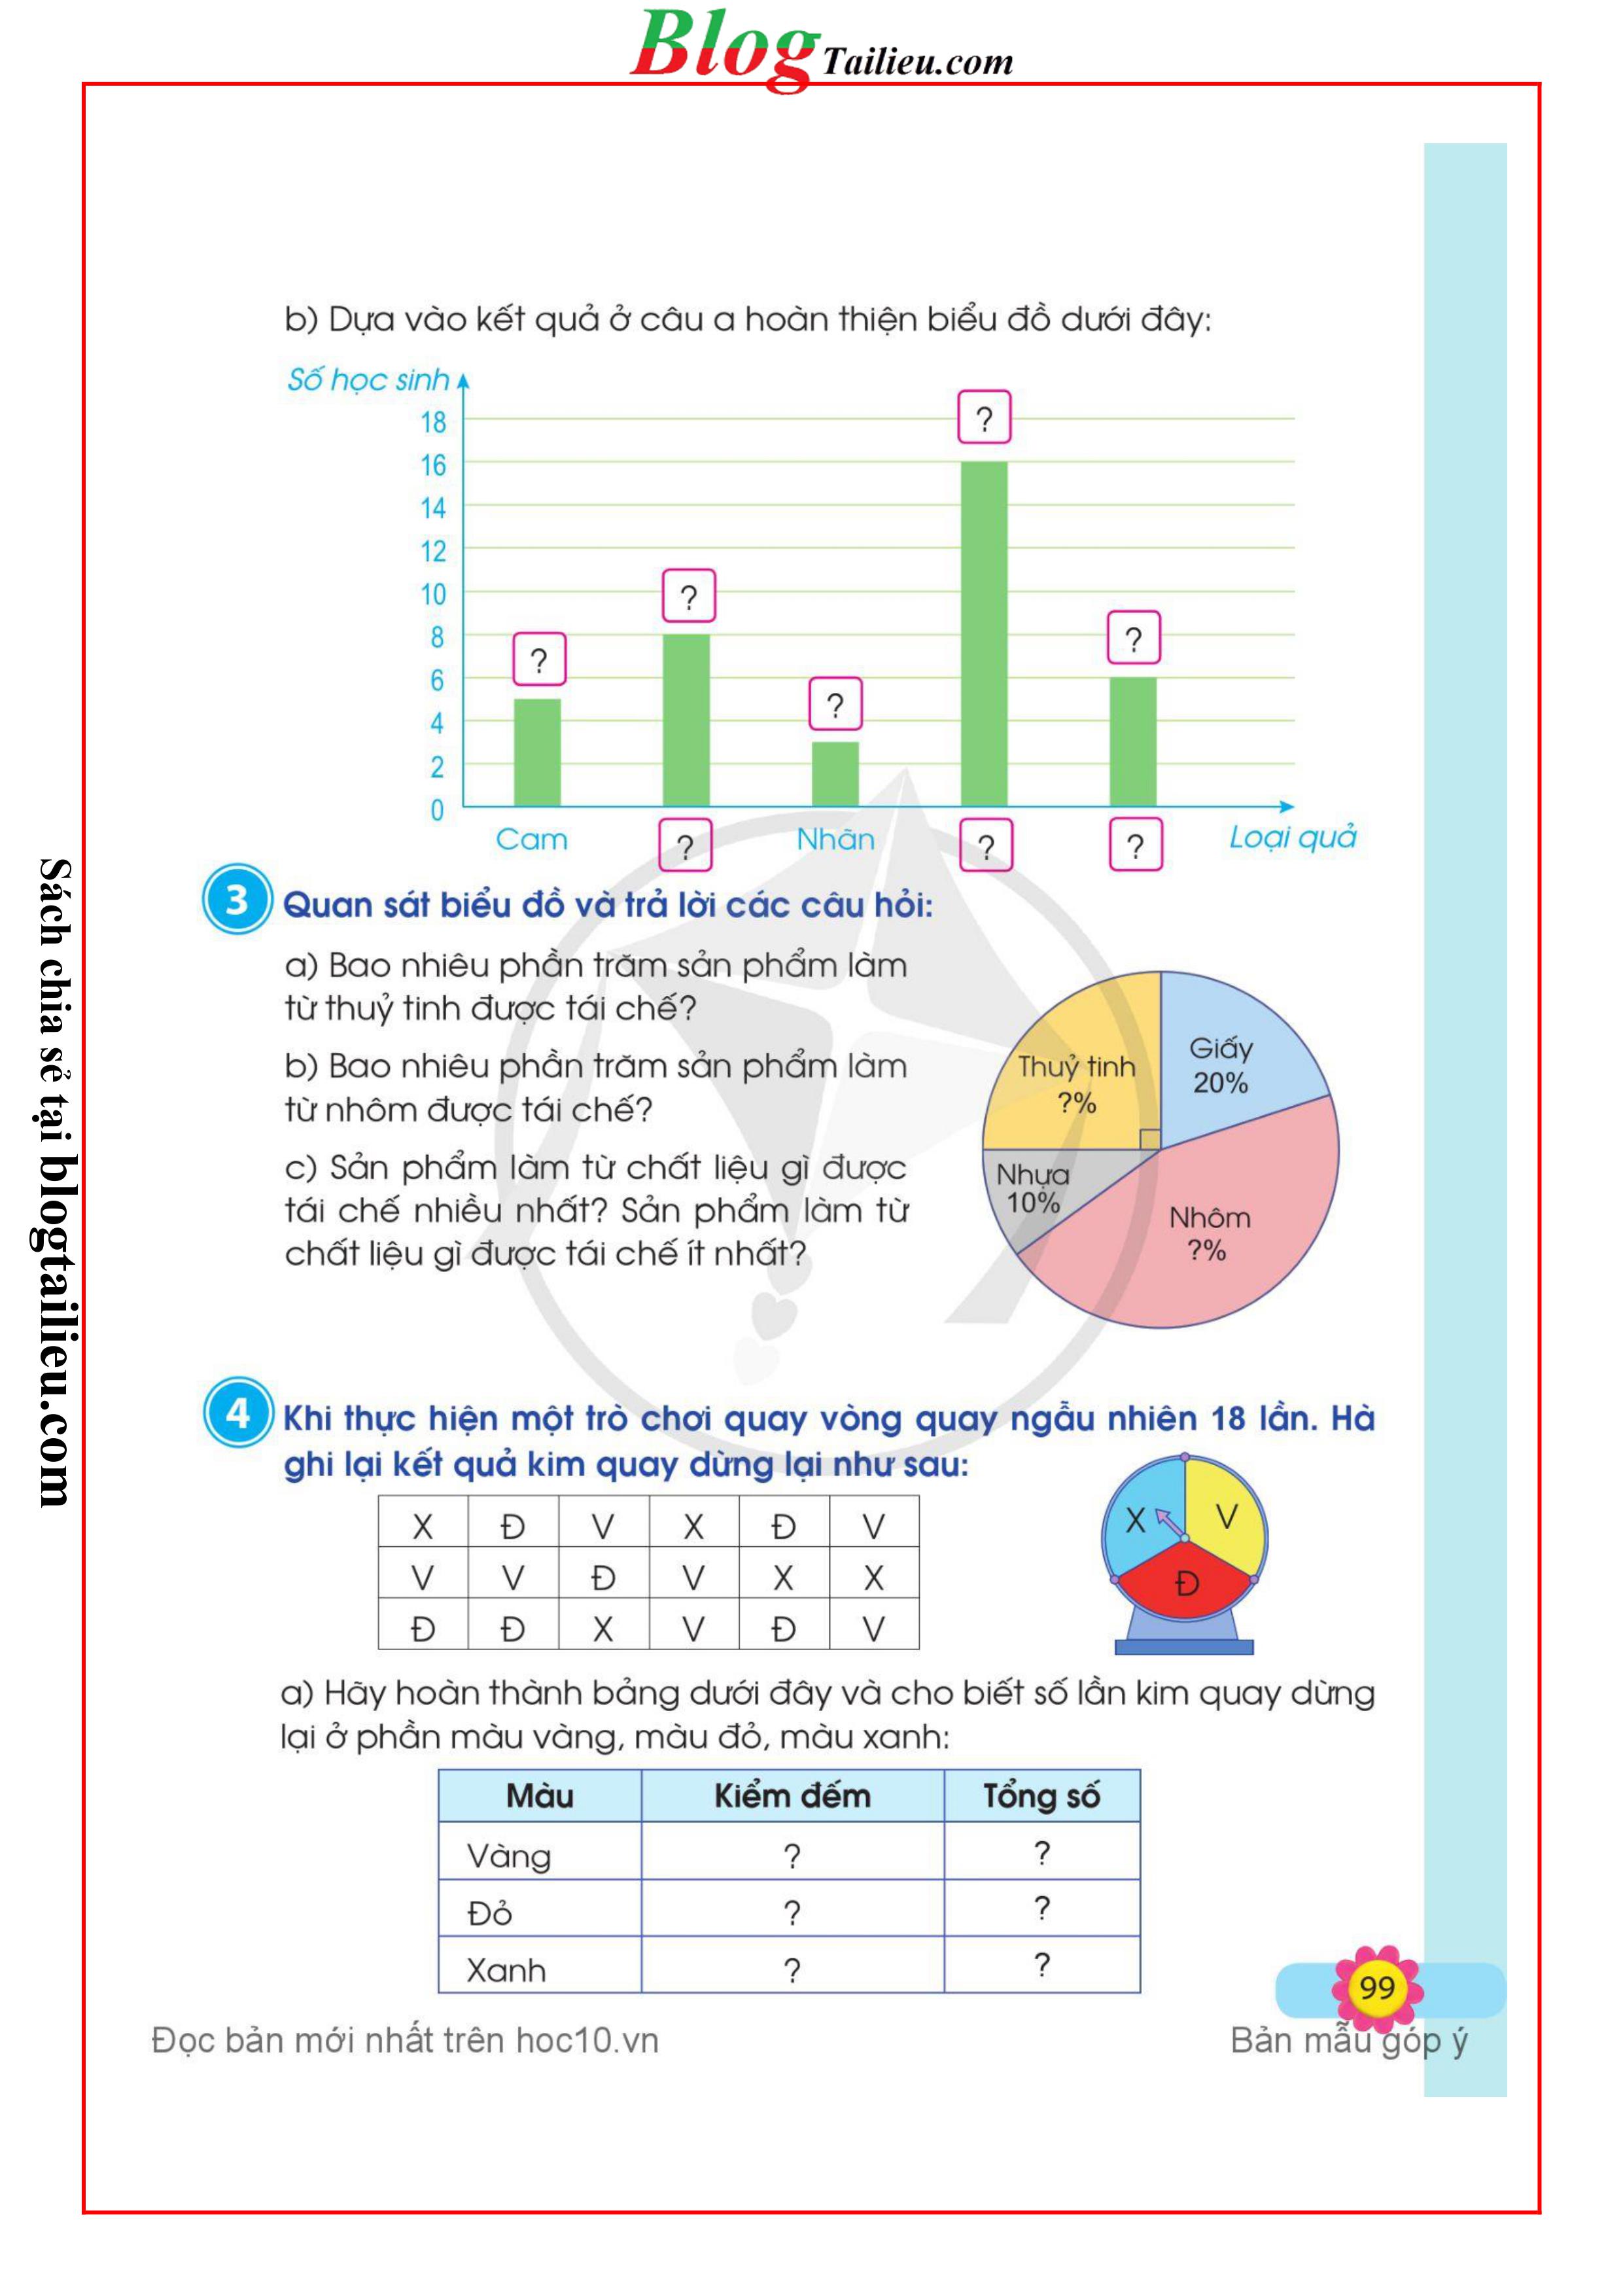 Blog Tailieu.com
b) Dựa vào kết quả ở câu a hoàn thiện biểu đồ dưới đây:
Số học sinh
18
16
14
12
10
8
6
4
2
0
?
?
?
?
?
Cam
?
Nhãn
?
?
Loại quả
3 Quan sát biểu đồ và trả lời các câu hỏi:
a) Bao nhiêu phần trăm sản phẩm làm
từ thuỷ tinh được tái chế?
b) Bao nhiêu phần trăm sản phẩm làm
từ nhôm được tái chế?
c) Sản phẩm làm từ chất liệu gì được
tái chế nhiều nhất? Sản phẩm làm từ
chất liệu gì được tái chế ít nhất?
Thuỷ tinh
?%
Giấy
20%
Nhựa
10%
Nhôm
?%
4 Khi thực hiện một trò chơi quay vòng quay ngẫu nhiên 18 lần. Hà
ghi lại kết quả kim quay dừng lại như sau:
X Đ V X Đ V
V V Đ V X X
Đ Đ X V Đ V
X V
Đ
a) Hãy hoàn thành bảng dưới đây và cho biết số lần kim quay dừng
lại ở phần màu vàng, màu đỏ, màu xanh:
Màu Kiểm đếm Tổng số
Vàng ? ?
Đỏ ? ?
Xanh ? ?
99
Đọc bản mới nhất trên hoc10.vn
Bản mẫu góp ý
Sách chia sẻ tại blogtailieu.com